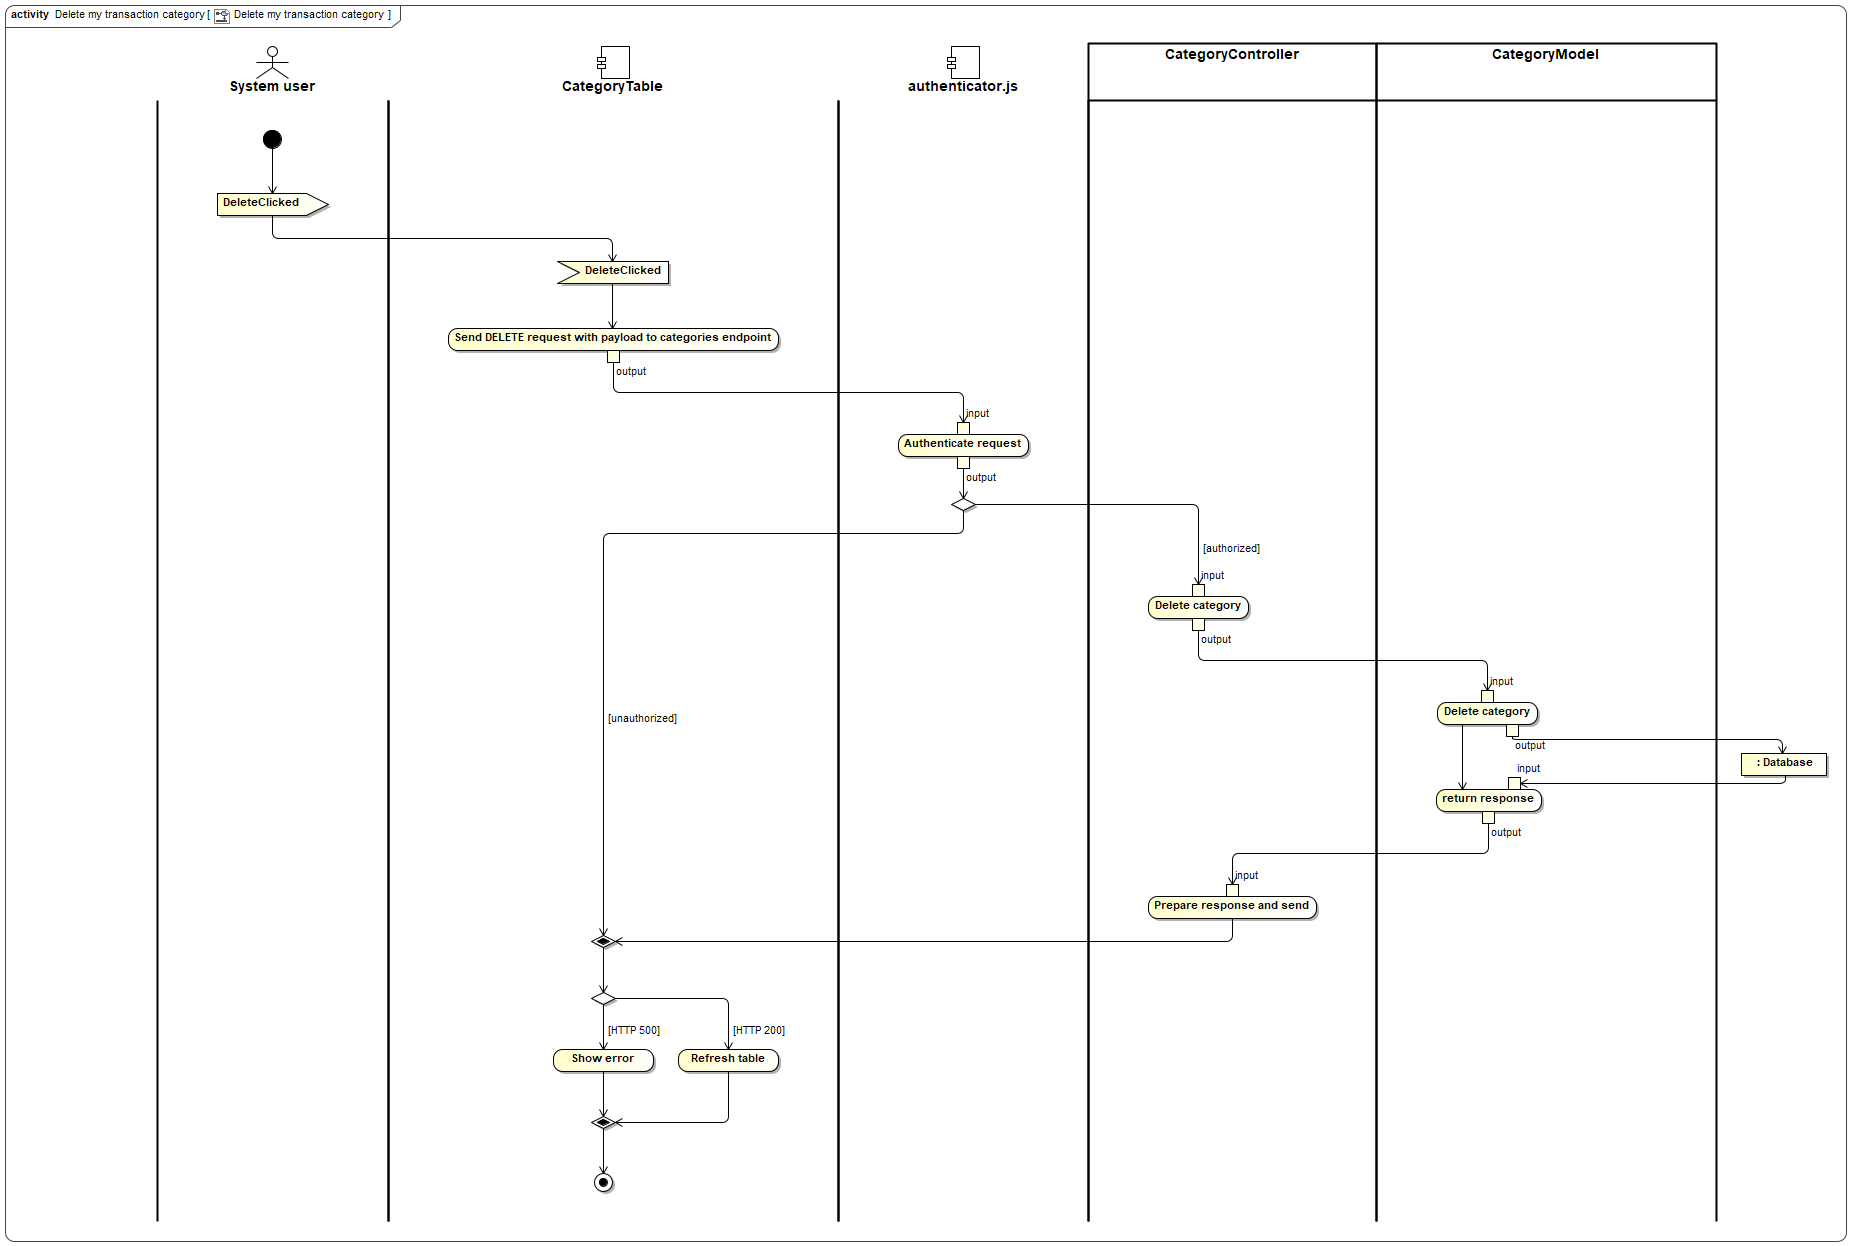 activity Delete my transaction category [ Delete my transaction category ]
System user
CategoryTable
authenticator.js
CategoryController
CategoryModel
DeleteClicked
DeleteClicked
Send DELETE request with payload to categories endpoint
output
input
Authenticate request
output
[authorized]
input
Delete category
output
input
Delete category
[unauthorized]
output
: Database
input
return response
output
input
Prepare response and send
[HTTP 500]
[HTTP 200]
Show error
Refresh table